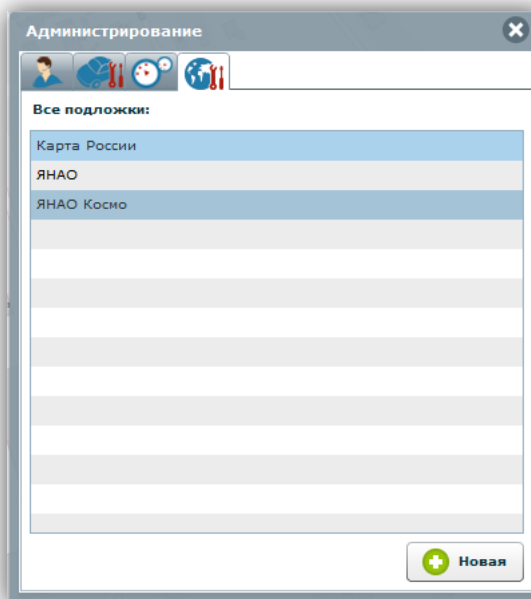 Администрирование
Все подложки:
Карта России
ЯНАО
ЯНАО Космо
Новая